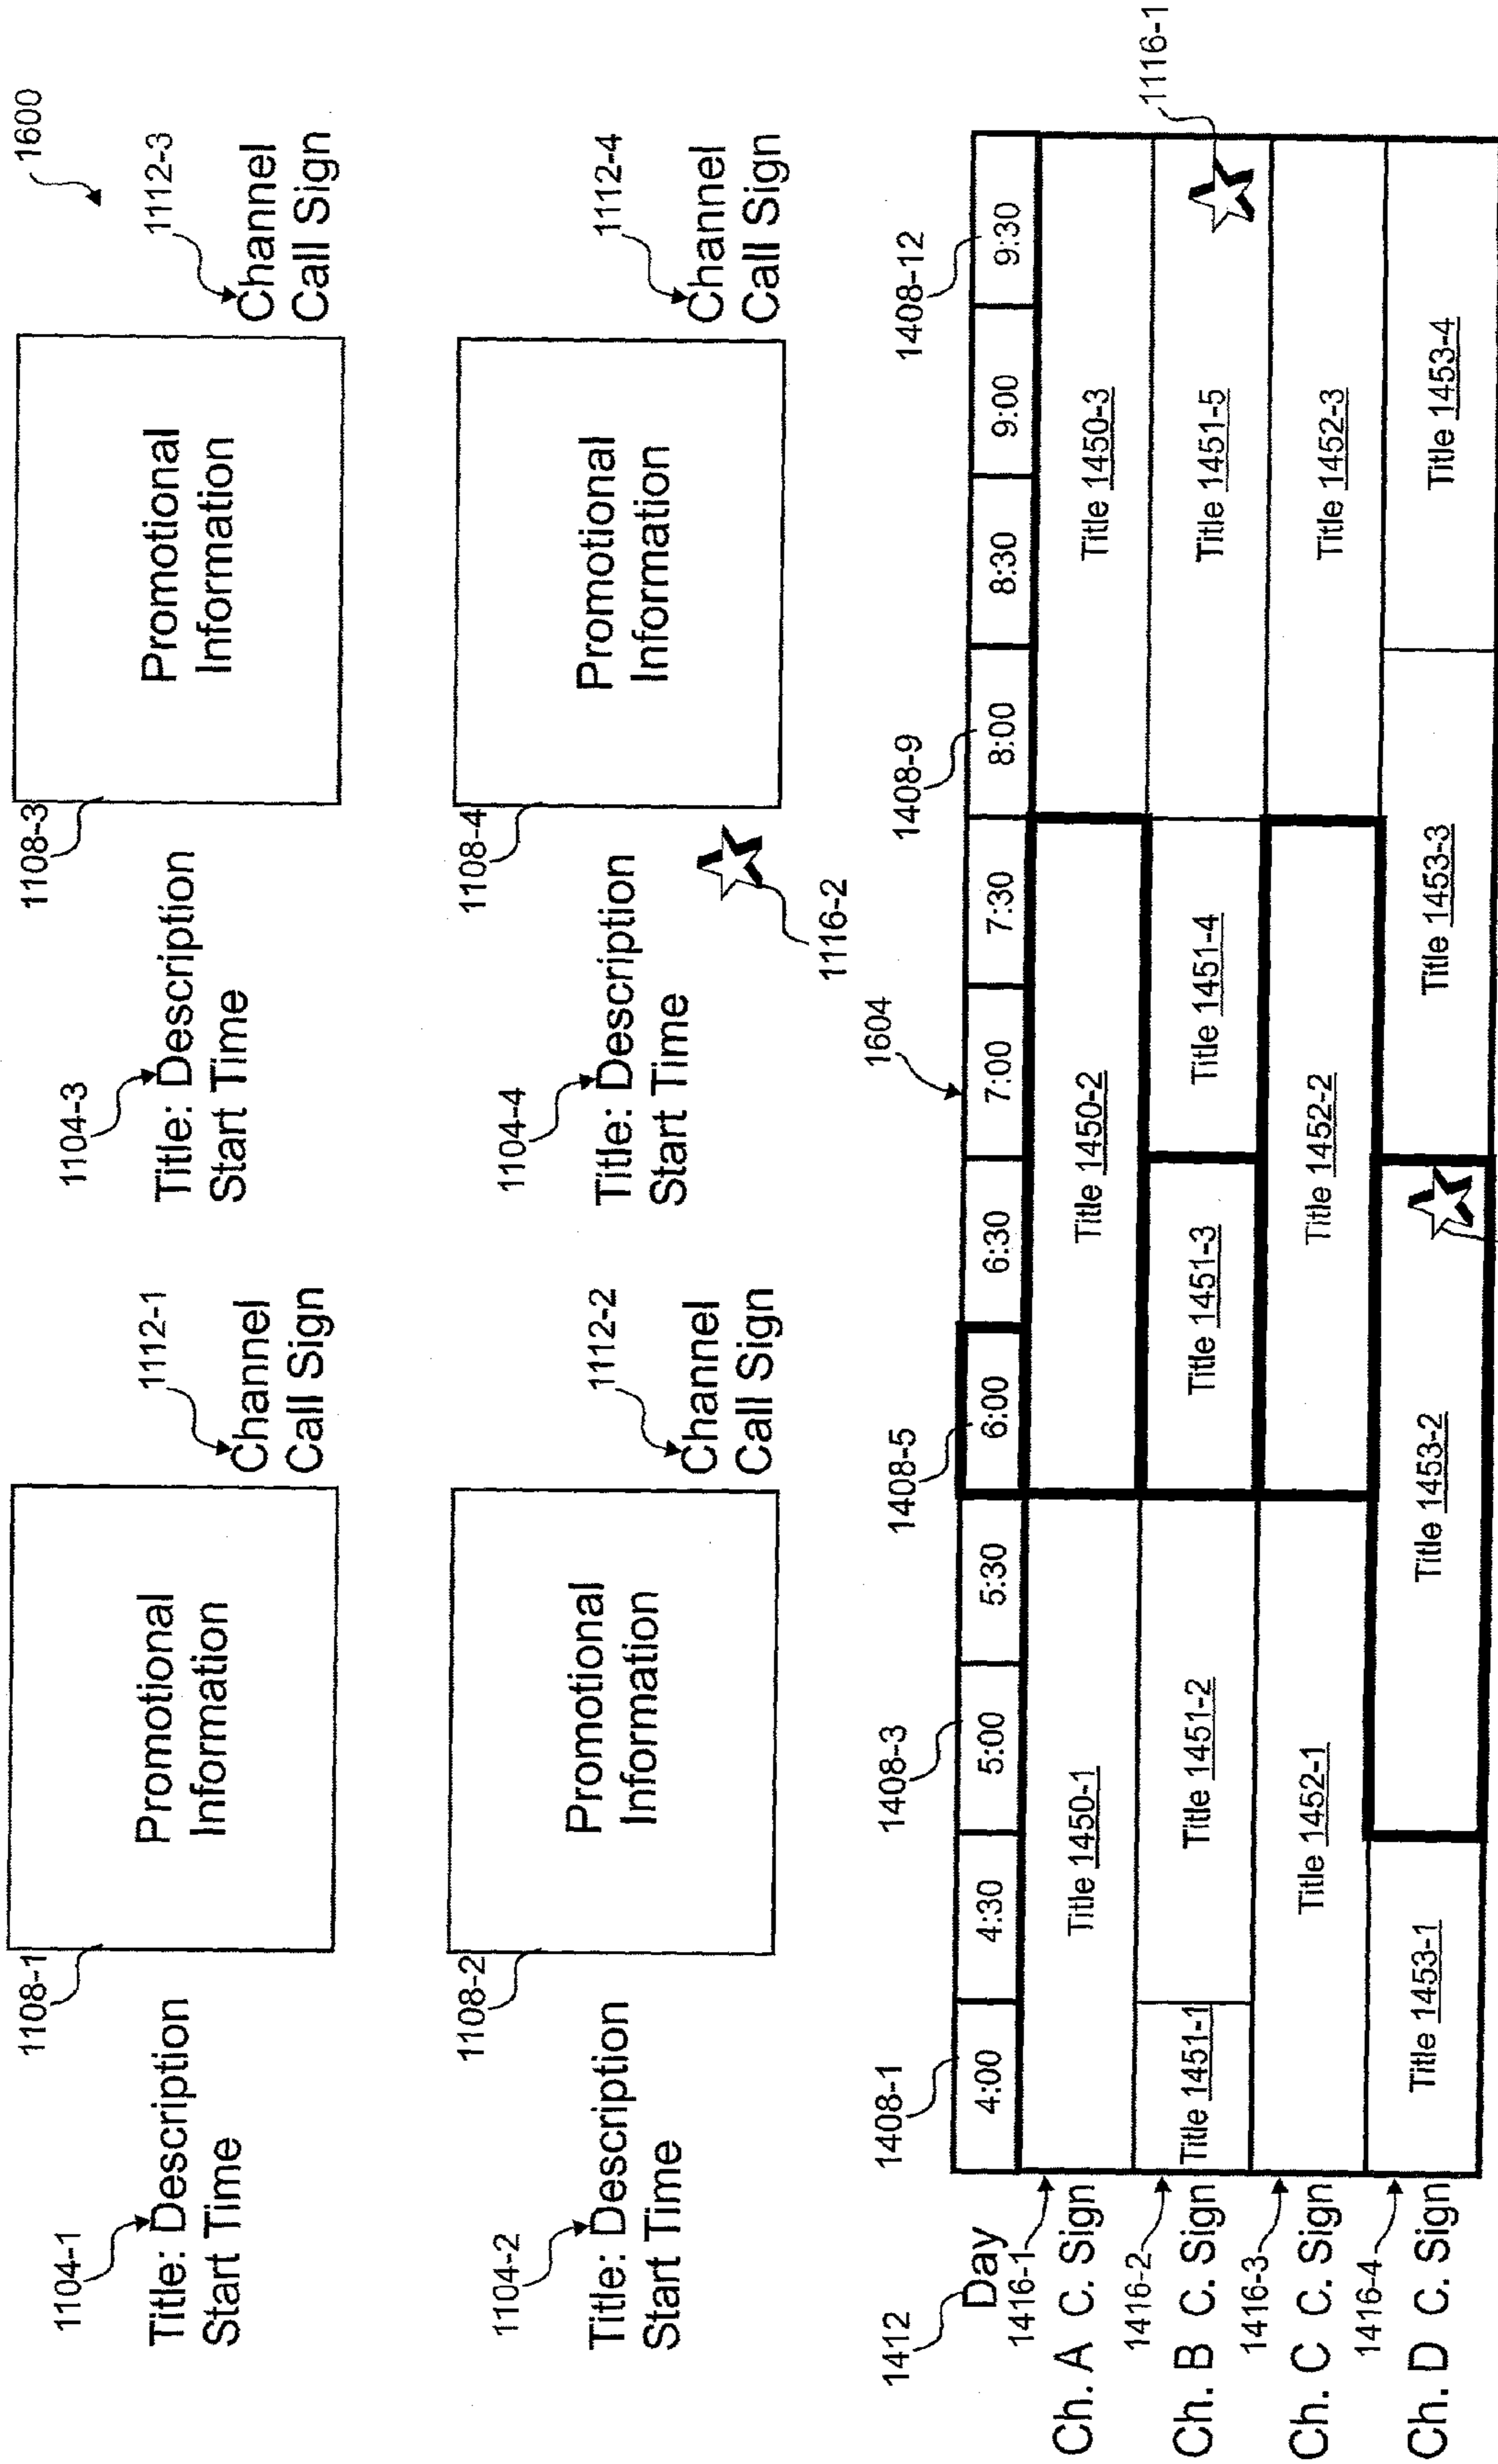 1600
1104-1
1108-1
1112-1
1104-3
1108-3
1112-3
Title: Description
Start Time
Promotional
Information
Channel
Call Sign
Title: Description
Start Time
Promotional
Information
Channel
Call Sign
1104-2
1108-2
1112-2
1104-4
1108-4
1112-4
Title: Description
Start Time
Promotional
Information
Channel
Call Sign
Title: Description
Start Time
Promotional
Information
Channel
Call Sign
1116-2
1412
1408-1
1408-3
1408-5
1604
1408-9
1408-12
Day
4:00 4:30 5:00 5:30 6:00 6:30 7:00 7:30 8:00 8:30 9:00 9:30
1416-1
Ch. A C. Sign Title 1450-1 Title 1450-2 Title 1450-3
1416-2
Ch. B C. Sign Title 1451-1 Title 1451-2 Title 1451-3 Title 1451-4 Title 1451-5
1116-1
1416-3
Ch. C C. Sign Title 1452-1 Title 1452-2 Title 1452-3
1416-4
Ch. D C. Sign Title 1453-1 Title 1453-2 Title 1453-3 Title 1453-4